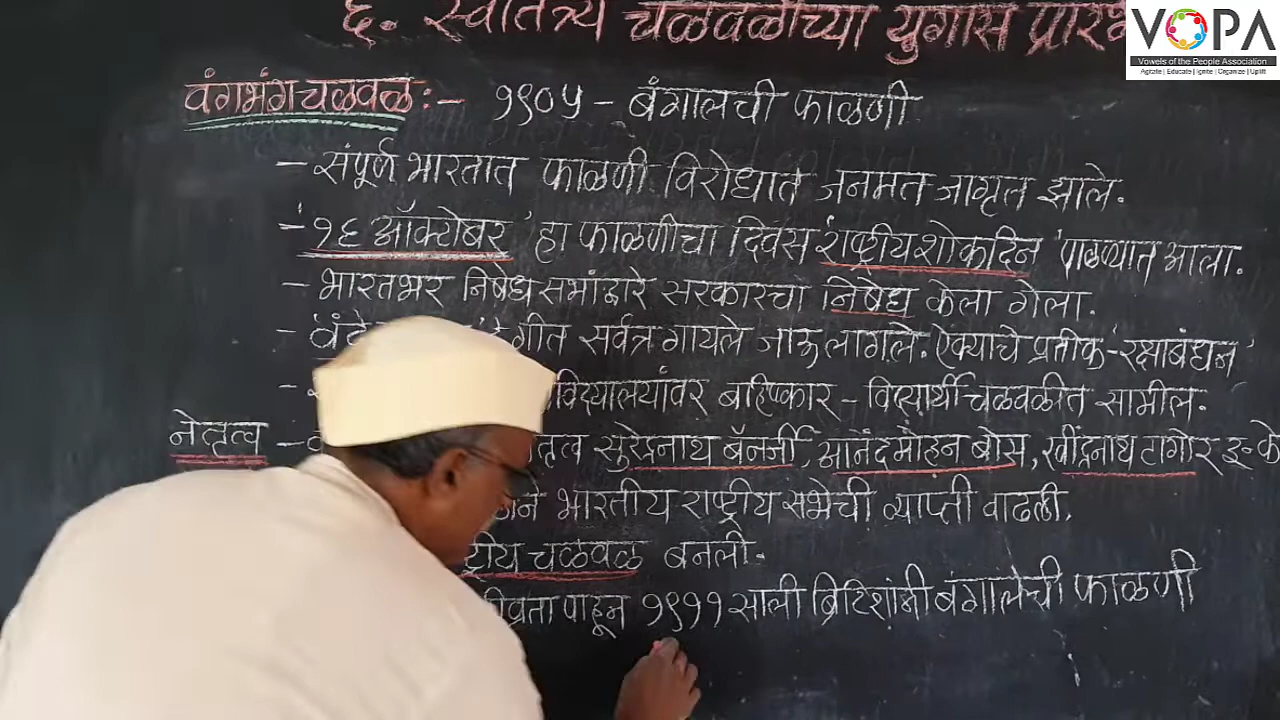 ६. स्वातंत्र्य चळवळीच्या युगास प्रारंभ
VOPA
Vowels of the People Association
Agitate | Educate | Ignite | Organize | Uplift
वंगभंग चळवळ :- १९०५ - बंगालची फाळणी
- संपूर्ण भारतात फाळणी विरोधात जनमत जागृत झाले.
- '१६ ऑक्टोबर' हा फाळणीचा दिवस 'राष्ट्रीय शोकदिन' पाळण्यात आला.
- भारतभर निषेध सभांद्वारे सरकारचा निषेध केला गेला.
- गीत सर्वत्र गायले जाऊ लागले. ऐक्याचे प्रतीक-'रक्षाबंधन'
- विद्यालयांवर बहिष्कार - विद्यार्थी चळवळीत सामील.
नेतृत्व - सुरेंद्रनाथ बॅनर्जी, आनंदमोहन बोस, रवींद्रनाथ टागोर इ. के
भारतीय राष्ट्रीय सभेची व्याप्ती वाढली.
चळवळ बनली.
पाहून १९११ साली ब्रिटिशांनी बंगालची फाळणी